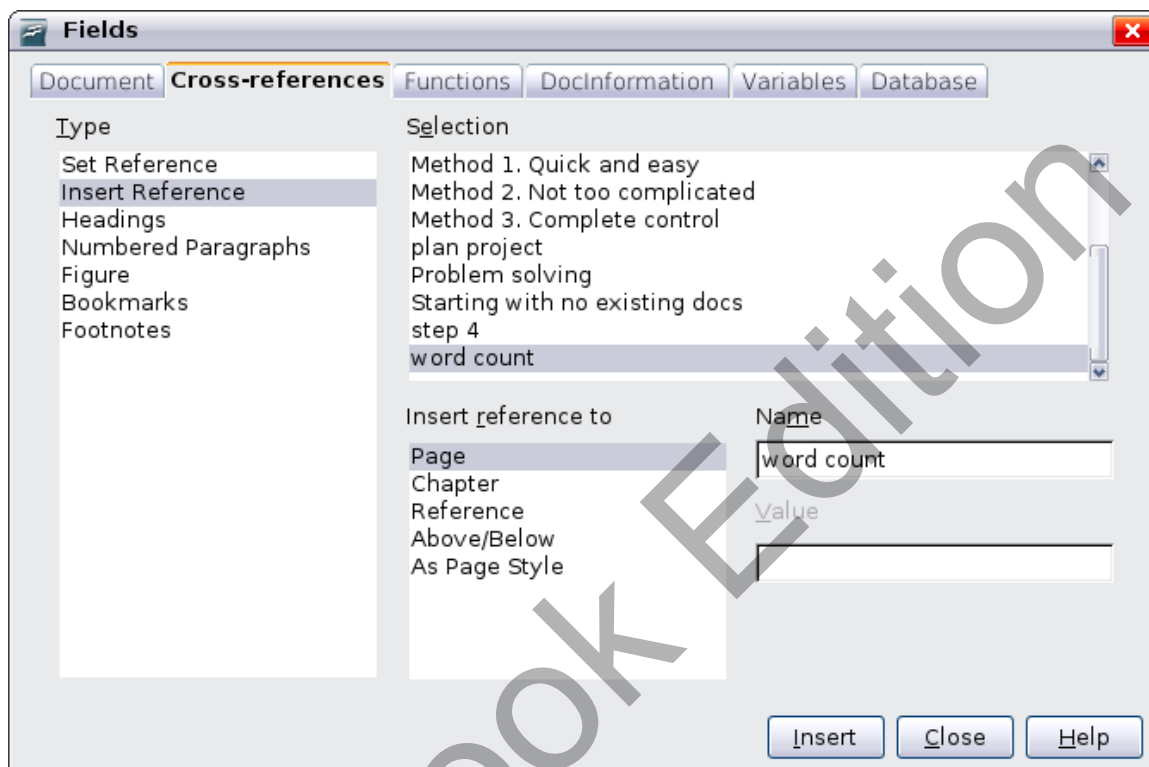 Fields
Document Cross-references Functions DocInformation Variables Database
Type
Set Reference
Insert Reference
Headings
Numbered Paragraphs
Figure
Bookmarks
Footnotes
Selection
Method 1. Quick and easy
Method 2. Not too complicated
Method 3. Complete control
plan project
Problem solving
Starting with no existing docs
step 4
word count
Insert reference to
Page
Chapter
Reference
Above/Below
As Page Style
Name
word count
Value
Insert Close Help
ook Edition